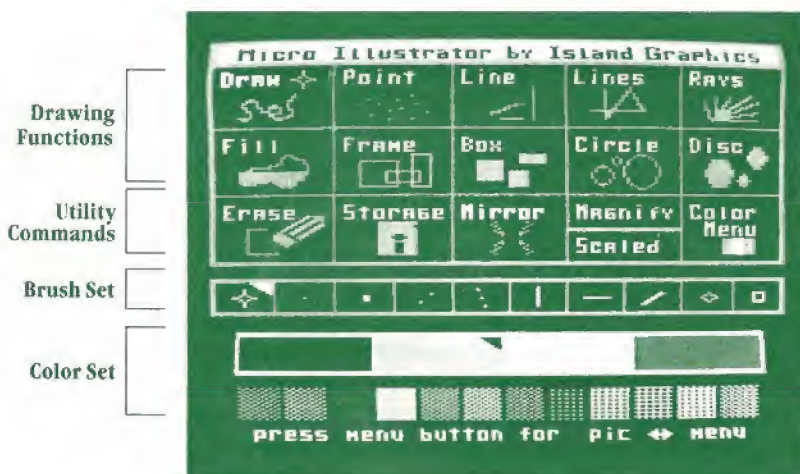 Micro Illustrator by Island Graphics
Draw Point Line Lines Rays
Drawing
Functions
Fill Frame Box Circle Disc
Utility
Commands
Erase Storage Mirror Magnify Color
Menu
Scaled
Brush Set
Color Set
press menu button for pic ↔ menu